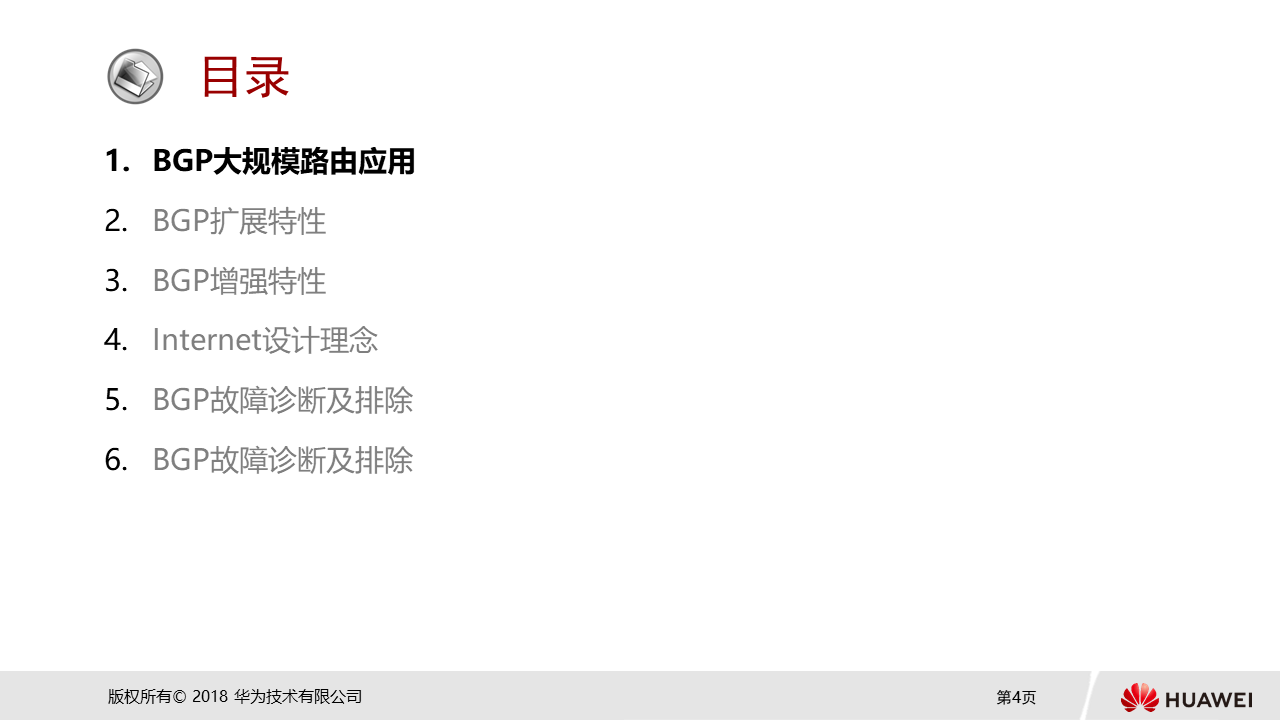 目录
1. BGP大规模路由应用
2. BGP扩展特性
3. BGP增强特性
4. Internet设计理念
5. BGP故障诊断及排除
6. BGP故障诊断及排除
版权所有© 2018 华为技术有限公司
第4页
HUAWEI